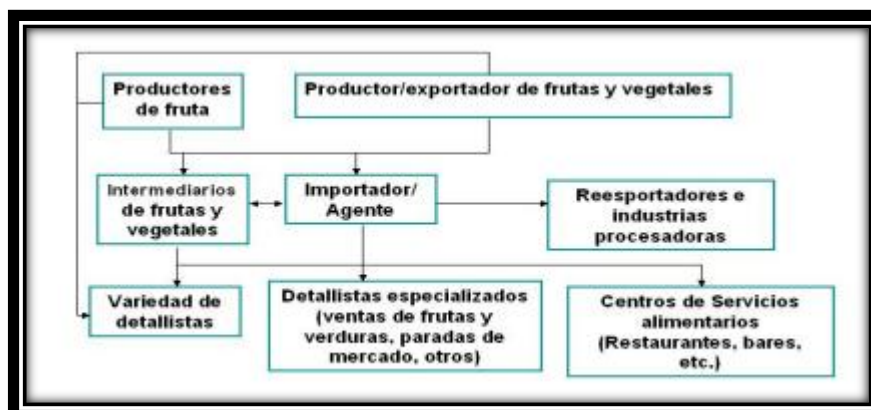 Productores
de fruta
Productor/exportador de frutas y vegetales
Intermediarios
de frutas y
vegetales
Importador/
Agente
Reesportadores e
industrias
procesadoras
Variedad de
detallistas
Detallistas especializados
(ventas de frutas y
verduras, paradas de
mercado, otros)
Centros de Servicios
alimentarios
(Restaurantes, bares,
etc.)